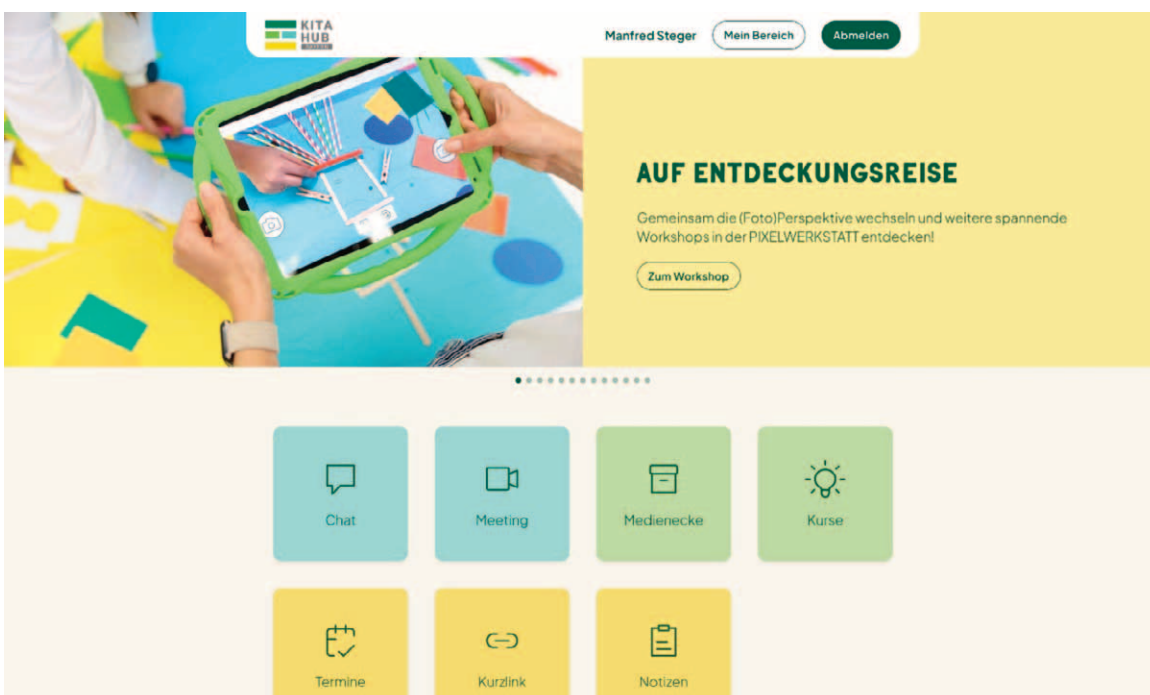 KITA
HUB
BAYERN
Manfred Steger
Mein Bereich
Abmelden
AUF ENTDECKUNGSREISE
Gemeinsam die (Foto)Perspektive wechseln und weitere spannende
Workshops in der PIXELWERKSTATT entdecken!
Zum Workshop
Chat
Meeting
Medienecke
Kurse
Termine
Kurzlink
Notizen